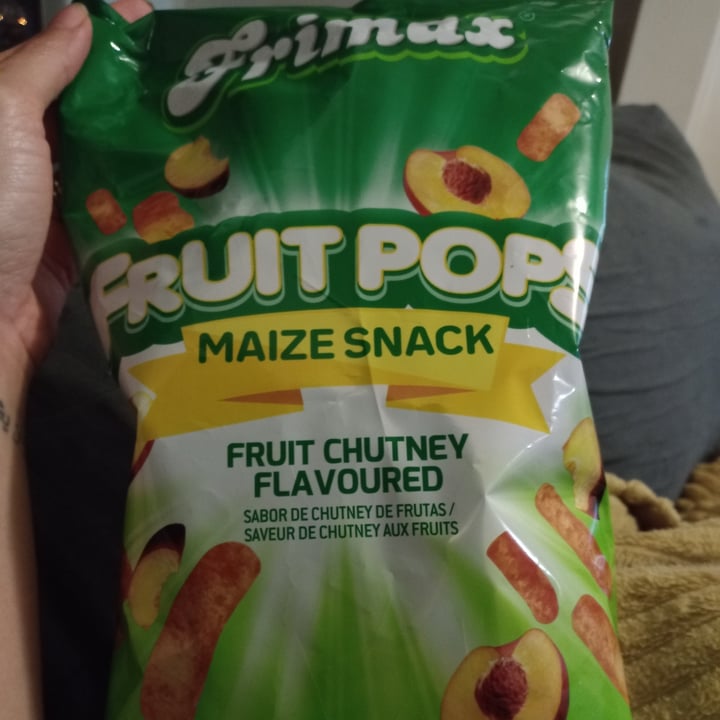 Frimax
FRUIT POPS
MAIZE SNACK
FRUIT CHUTNEY
FLAVOURED
SABOR DE CHUTNEY DE FRUTAS /
SAVEUR DE CHUTNEY AUX FRUITS